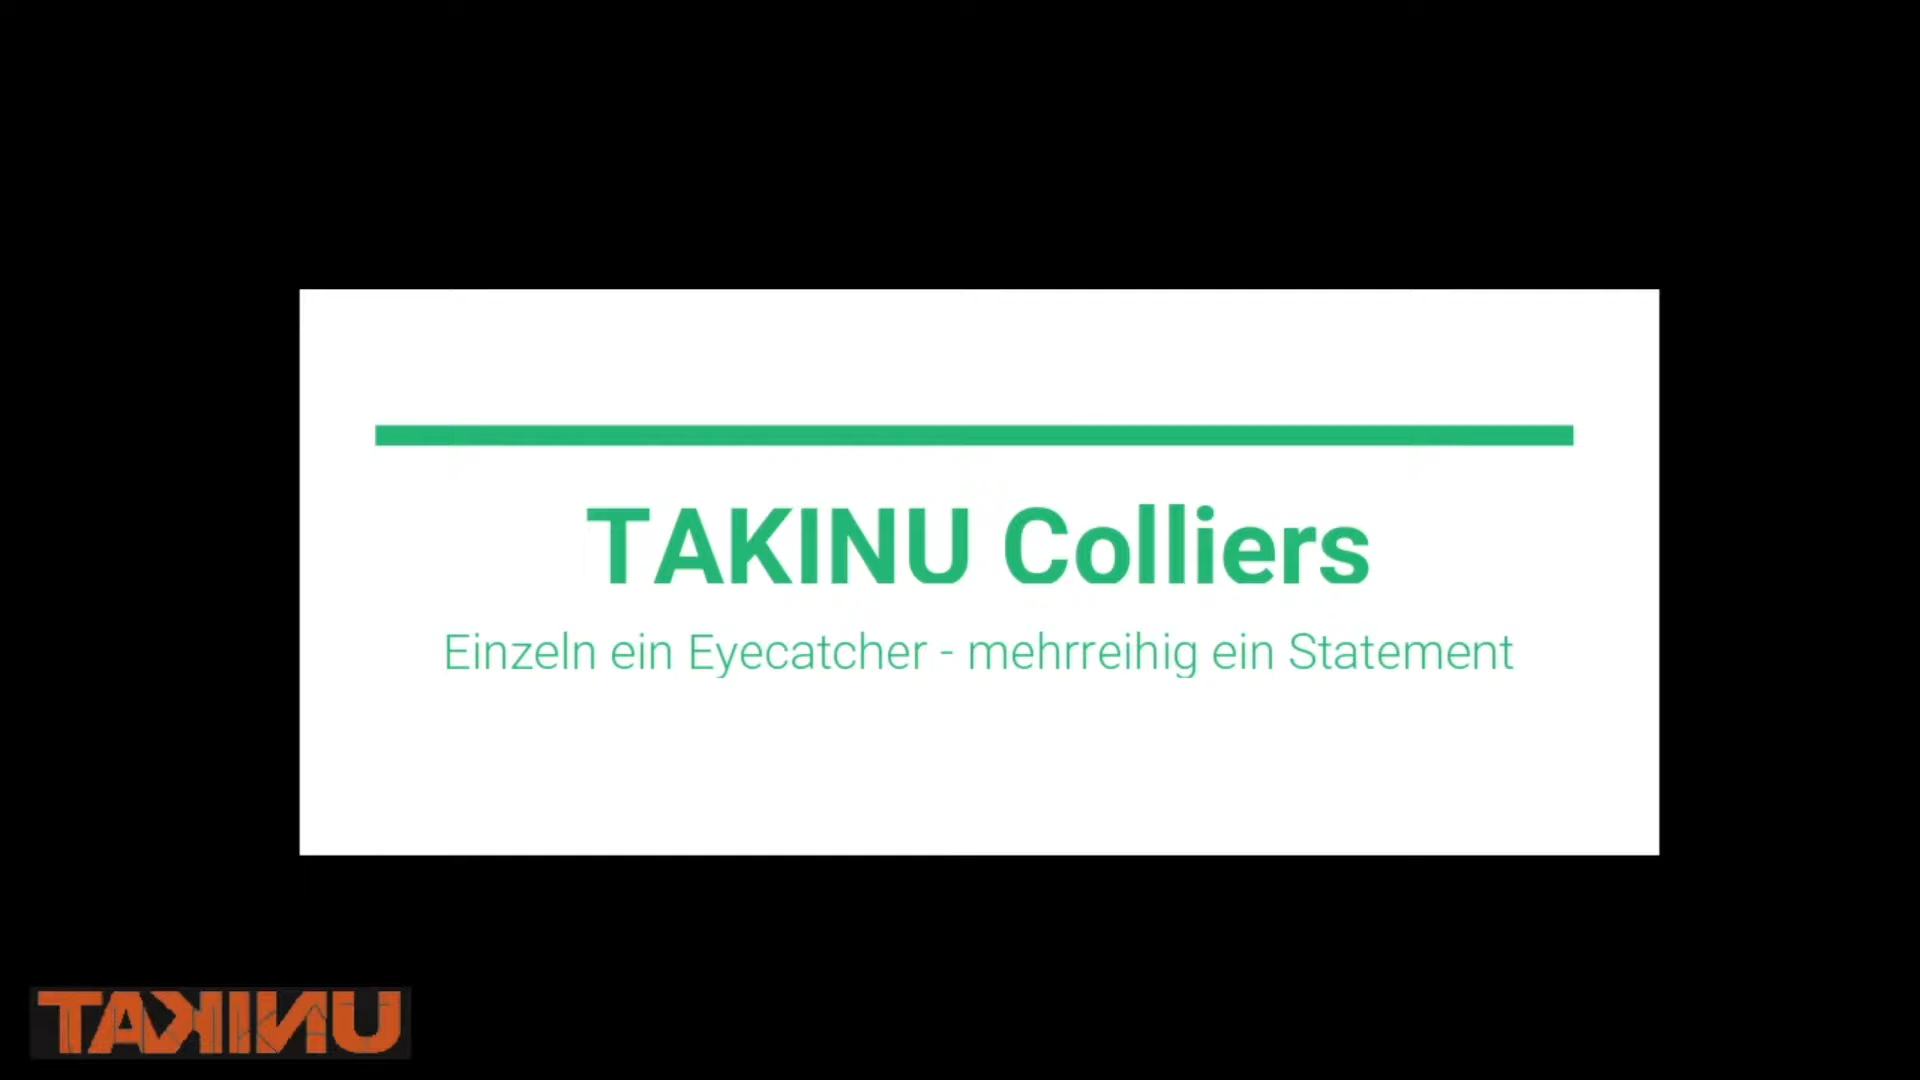 TAKINU Colliers
Einzeln ein Eyecatcher - mehrreihig ein Statement
TAKINU